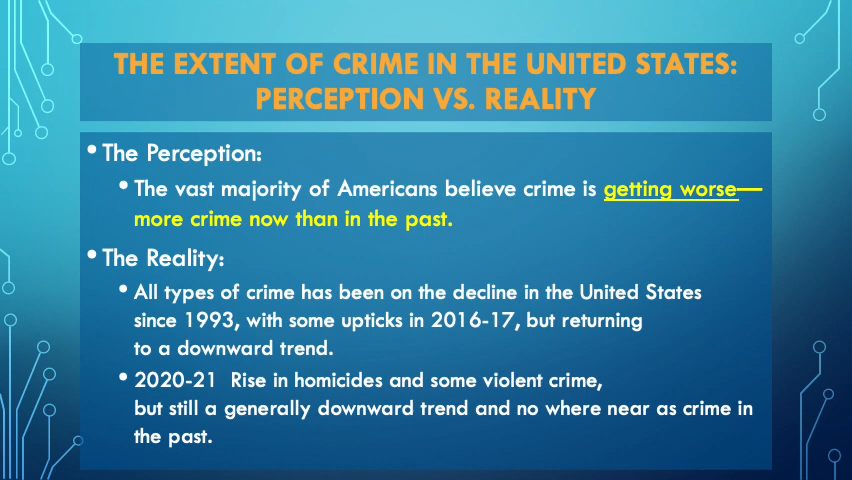 THE EXTENT OF CRIME IN THE UNITED STATES:
PERCEPTION VS. REALITY
• The Perception:
• The vast majority of Americans believe crime is getting worse—
more crime now than in the past.
• The Reality:
• All types of crime has been on the decline in the United States
since 1993, with some upticks in 2016-17, but returning
to a downward trend.
• 2020-21  Rise in homicides and some violent crime,
but still a generally downward trend and no where near as crime in
the past.